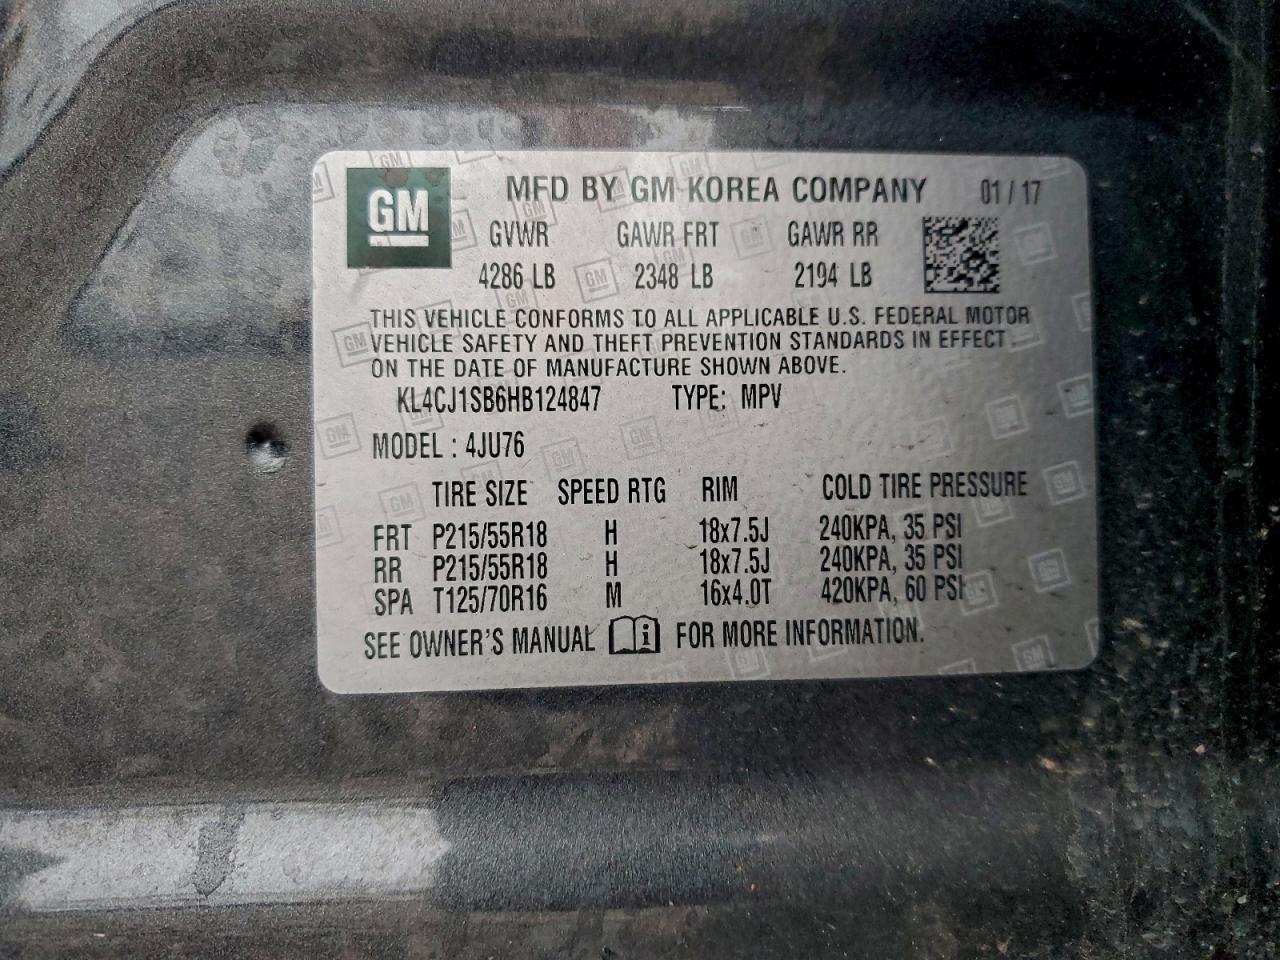 GM
MFD BY GM KOREA COMPANY 01/17
GVWR GAWR FRT GAWR RR
4286 LB 2348 LB 2194 LB
THIS VEHICLE CONFORMS TO ALL APPLICABLE U.S. FEDERAL MOTOR
VEHICLE SAFETY AND THEFT PREVENTION STANDARDS IN EFFECT
ON THE DATE OF MANUFACTURE SHOWN ABOVE.
KL4CJ1SB6HB124847 TYPE: MPV
MODEL : 4JU76
TIRE SIZE SPEED RTG RIM COLD TIRE PRESSURE
FRT P215/55R18 H 18x7.5J 240KPA, 35 PSI
RR P215/55R18 H 18x7.5J 240KPA, 35 PSI
SPA T125/70R16 M 16x4.0T 420KPA, 60 PSI
SEE OWNER'S MANUAL i FOR MORE INFORMATION.